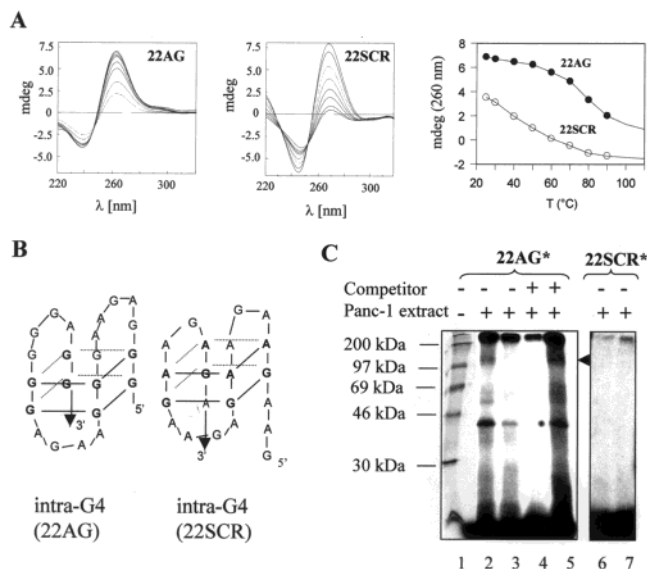 A
7.5
5.0
2.5
0
-2.5
-5.0
mdeg
22AG
220
260
300
λ [nm]
7.5
5.0
2.5
0
-2.5
-5.0
mdeg
22SCR
220
260
300
λ [nm]
8
6
4
2
0
-2
mdeg (260 nm)
22AG
22SCR
40
60
80
100
T (°C)
B
3'
5'
intra-G4
(22AG)
3'
5'
intra-G4
(22SCR)
C
22AG* 22SCR*
Competitor - - - + + - -
Panc-1 extract - + + + + + +
200 kDa
97 kDa
69 kDa
46 kDa
30 kDa
1 2 3 4 5 6 7